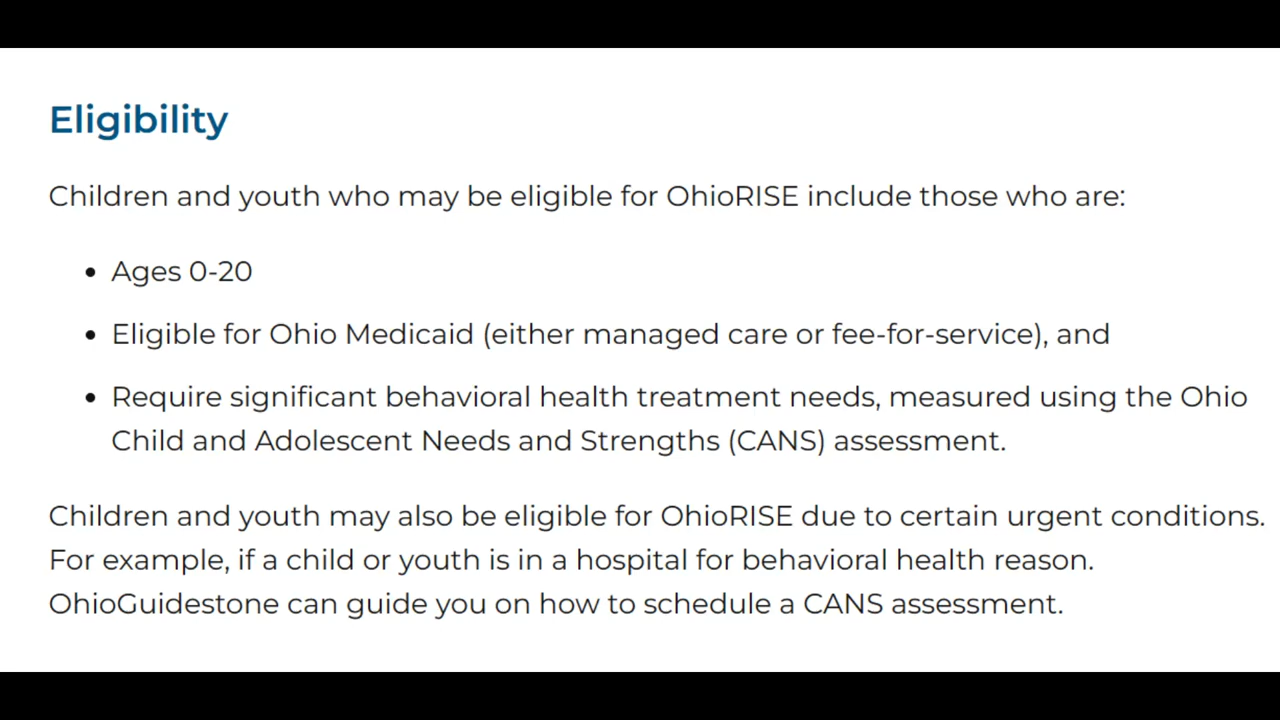 Eligibility
Children and youth who may be eligible for OhioRISE include those who are:
• Ages 0-20
• Eligible for Ohio Medicaid (either managed care or fee-for-service), and
• Require significant behavioral health treatment needs, measured using the Ohio
Child and Adolescent Needs and Strengths (CANS) assessment.
Children and youth may also be eligible for OhioRISE due to certain urgent conditions.
For example, if a child or youth is in a hospital for behavioral health reason.
OhioGuidestone can guide you on how to schedule a CANS assessment.